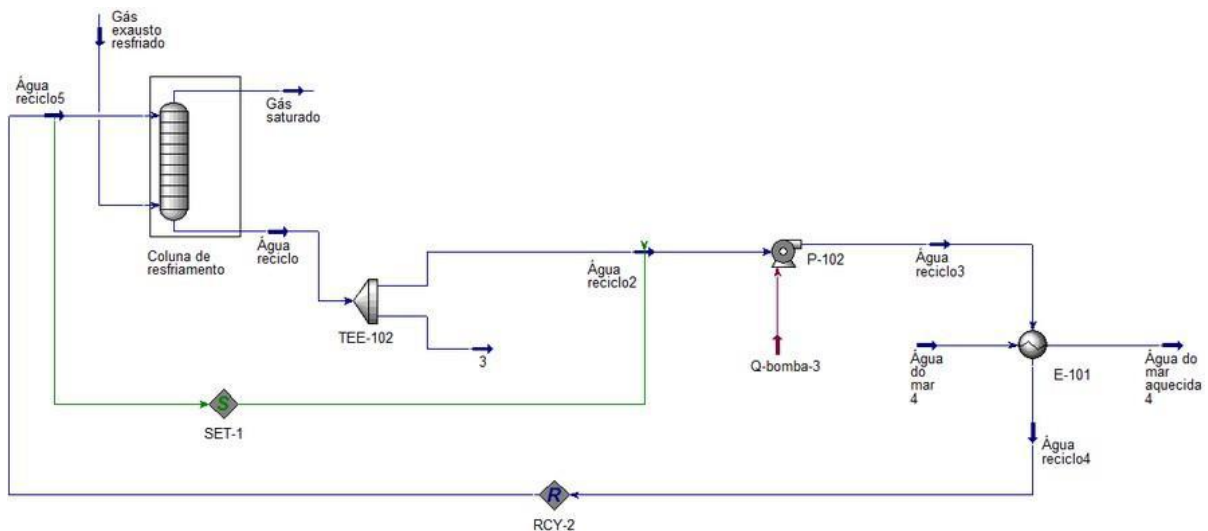 Gás
exausto
resfriado
Água
reciclo5
Gás
saturado
Coluna de
resfriamento
Água
reciclo
TEE-102
3
Água
reciclo2
P-102
Q-bomba-3
Água
reciclo3
Água
do
mar
4
E-101
Água do
mar
aquecida
4
Água
reciclo4
S
SET-1
R
RCY-2